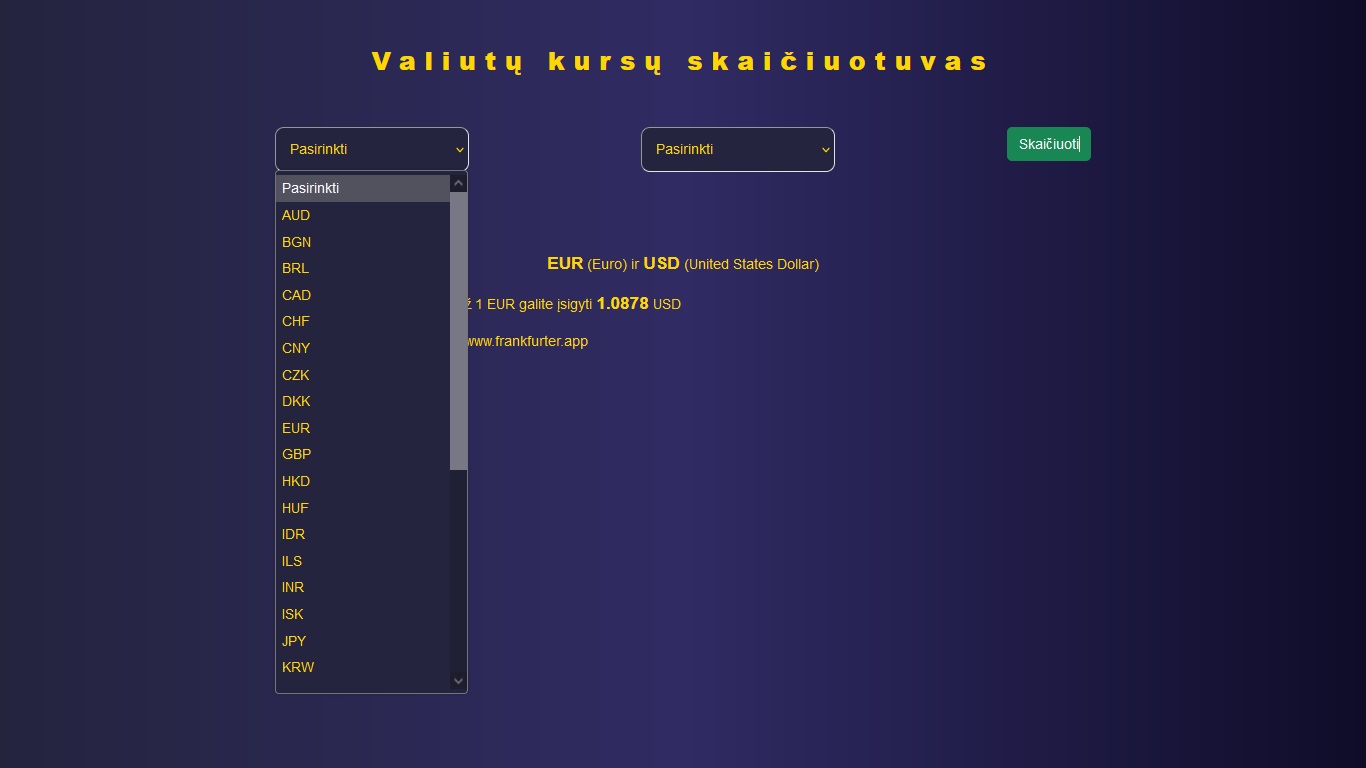 Valiutų kursų skaičiuotuvas
Pasirinkti
Pasirinkti
Skaičiuoti
Pasirinkti
AUD
BGN
BRL
CAD
CHF
CNY
CZK
DKK
EUR
GBP
HKD
HUF
IDR
ILS
INR
ISK
JPY
KRW
EUR (Euro) ir USD (United States Dollar)
ž 1 EUR galite įsigyti 1.0878 USD
www.frankfurter.app